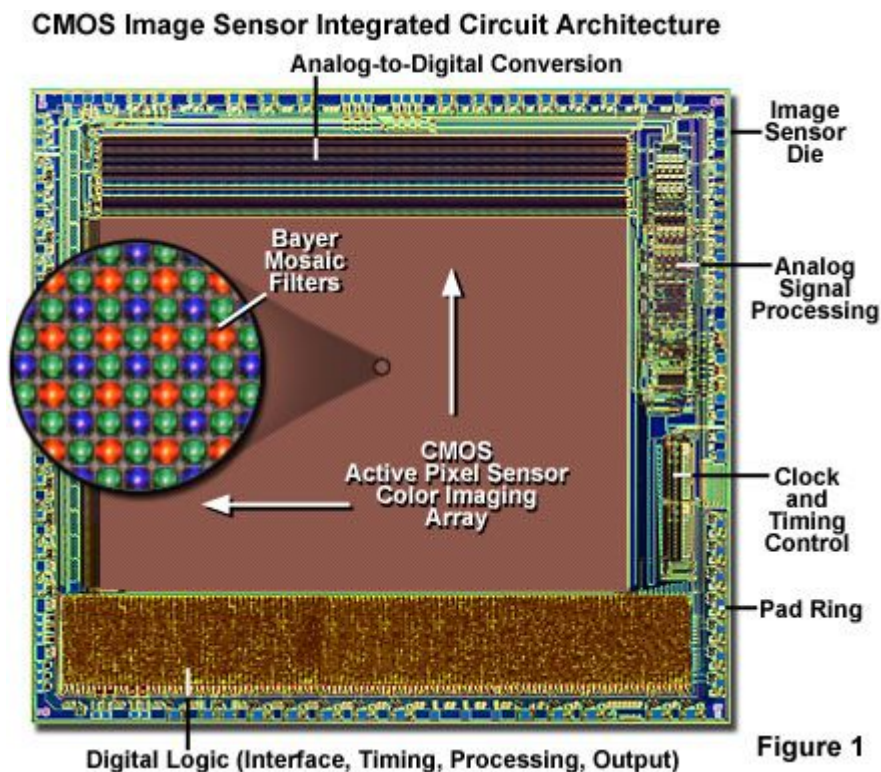 CMOS Image Sensor Integrated Circuit Architecture
Analog-to-Digital Conversion
Image
Sensor
Die
Bayer
Mosaic
Filters
Analog
Signal
Processing
CMOS
Active Pixel Sensor
Color Imaging
Array
Clock
and
Timing
Control
Pad Ring
Digital Logic (Interface, Timing, Processing, Output)
Figure 1